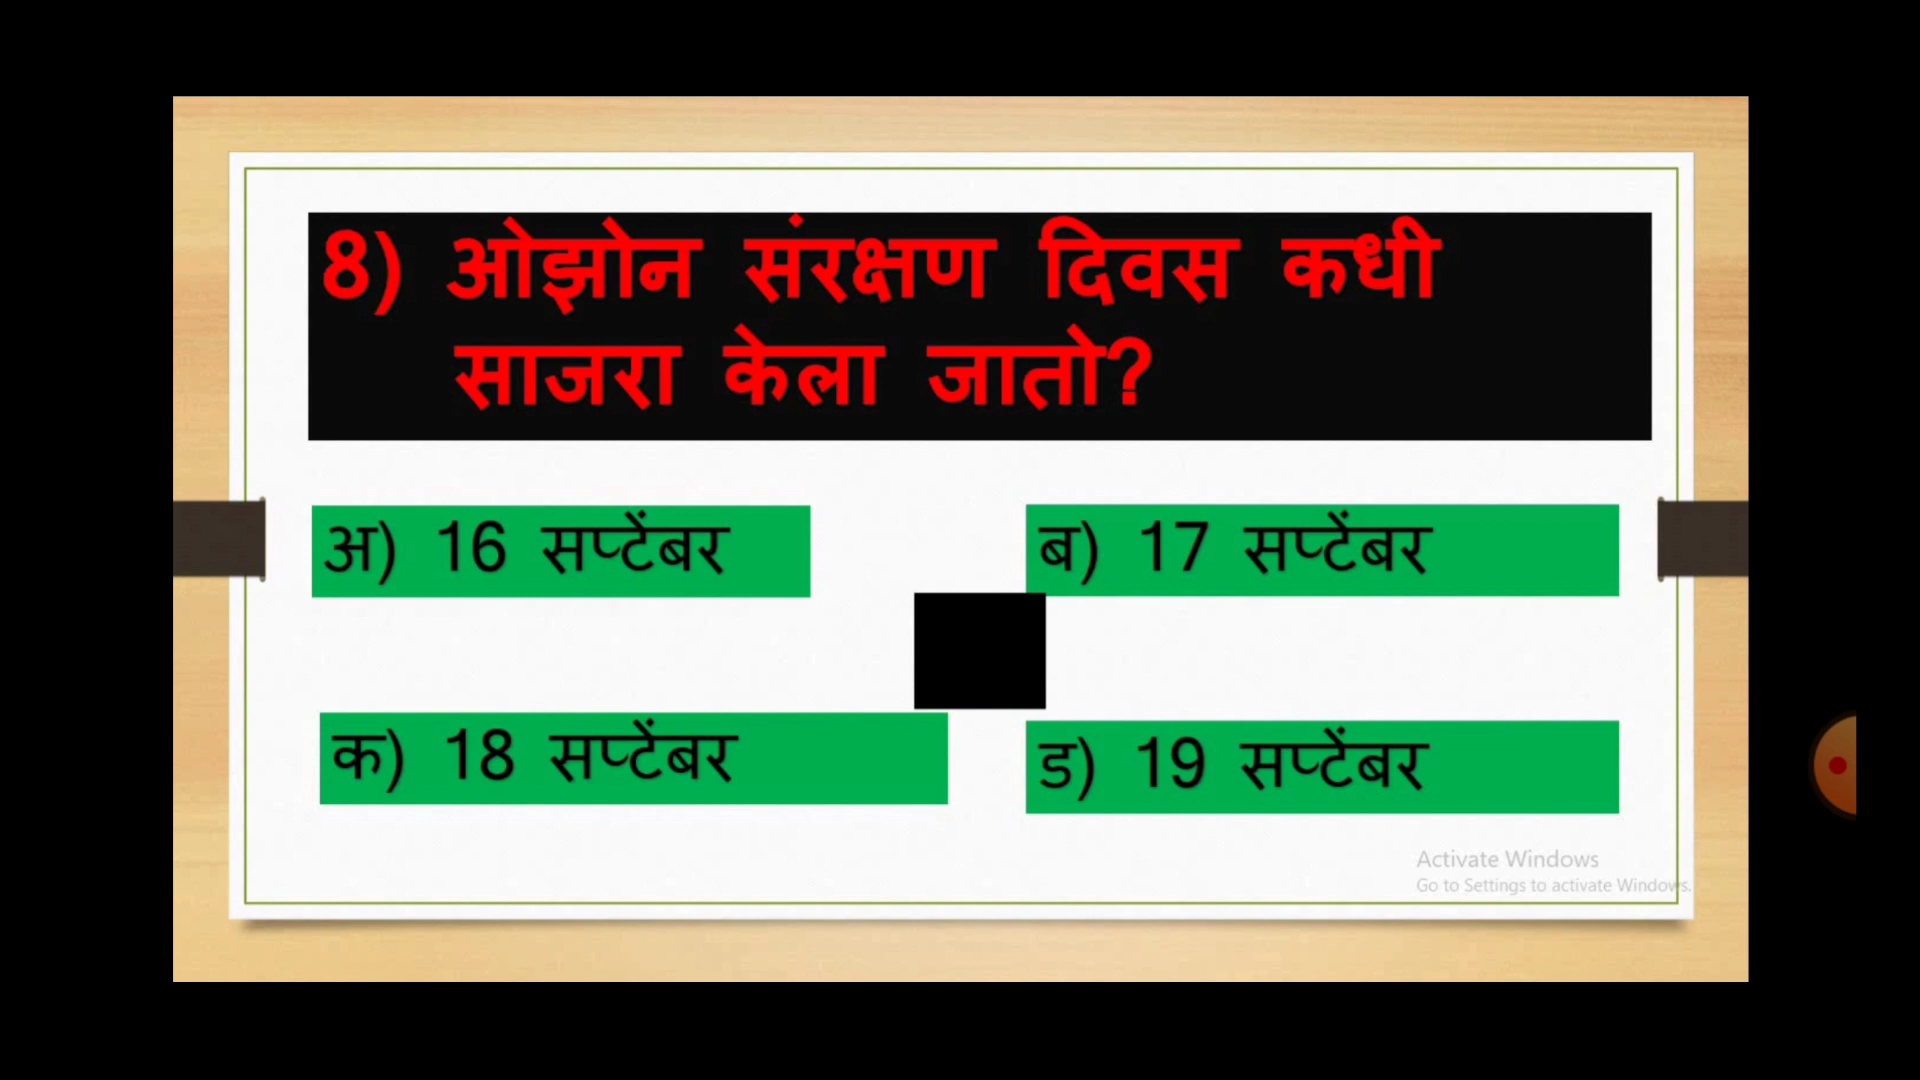 8) ओझोन संरक्षण दिवस कधी
साजरा केला जातो?
अ) 16 सप्टेंबर
ब) 17 सप्टेंबर
क) 18 सप्टेंबर
ड) 19 सप्टेंबर
Activate Windows
Go to Settings to activate Windows.